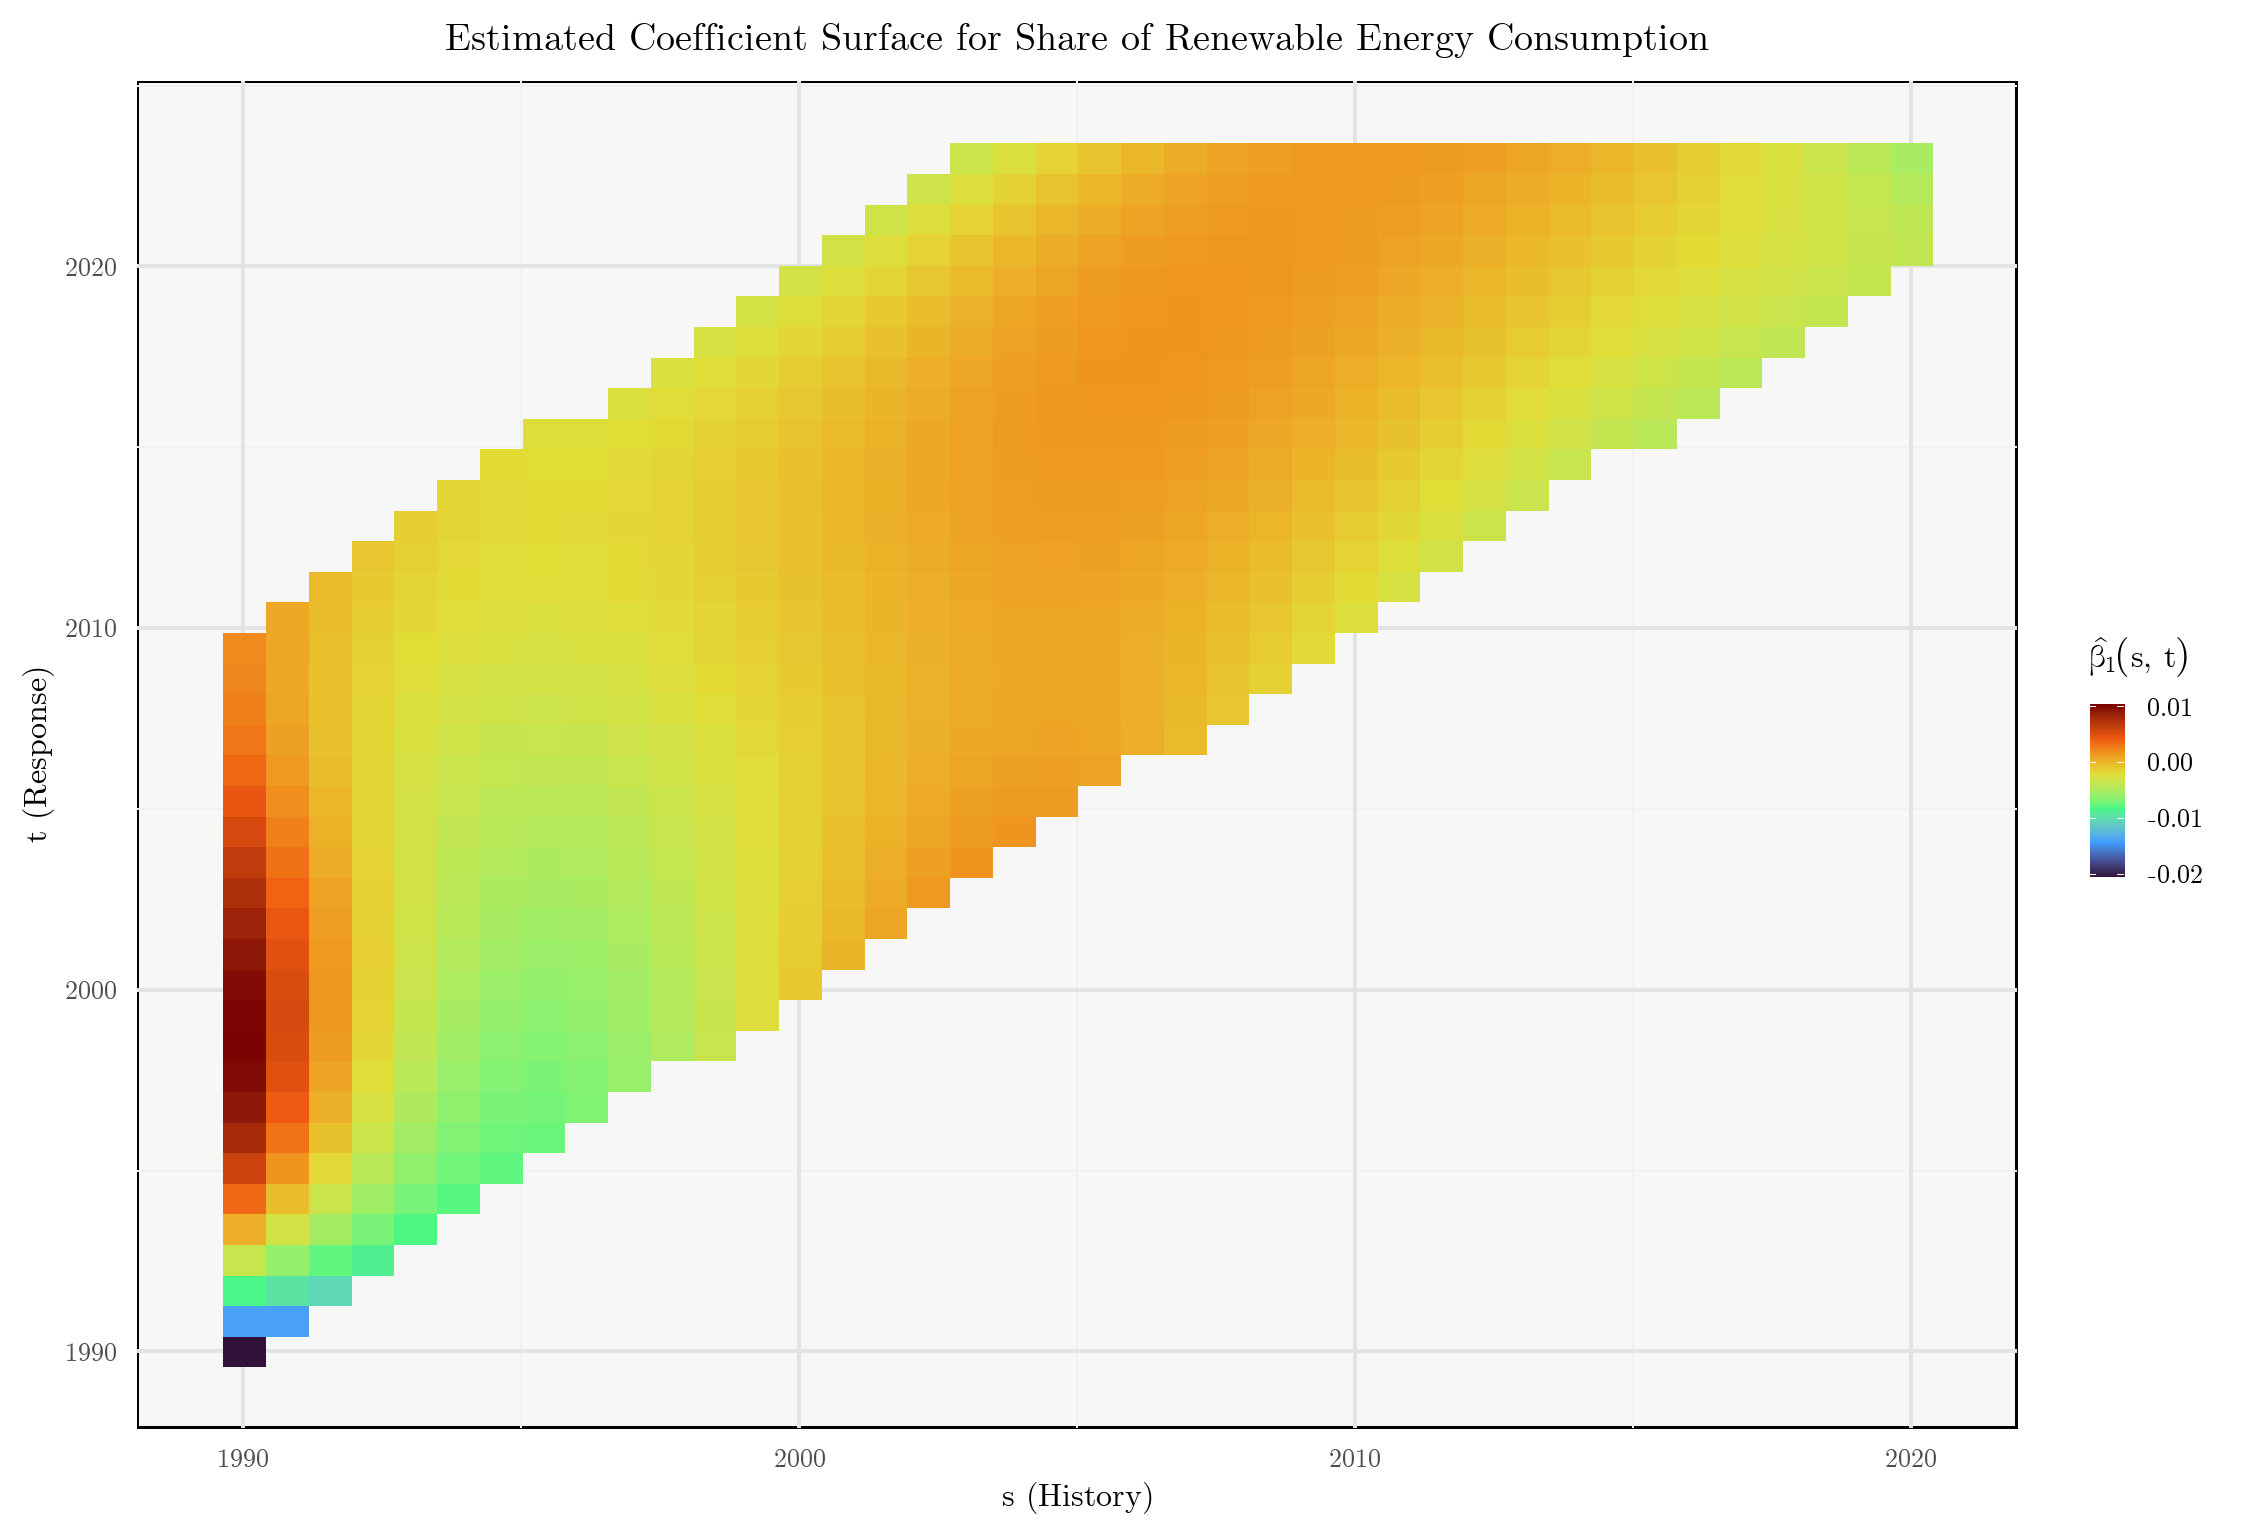 Estimated Coefficient Surface for Share of Renewable Energy Consumption
t (Response)
2020
2010
2000
1990
1990 2000 2010 2020
s (History)
β̂₁(s, t)
0.01
0.00
-0.01
-0.02